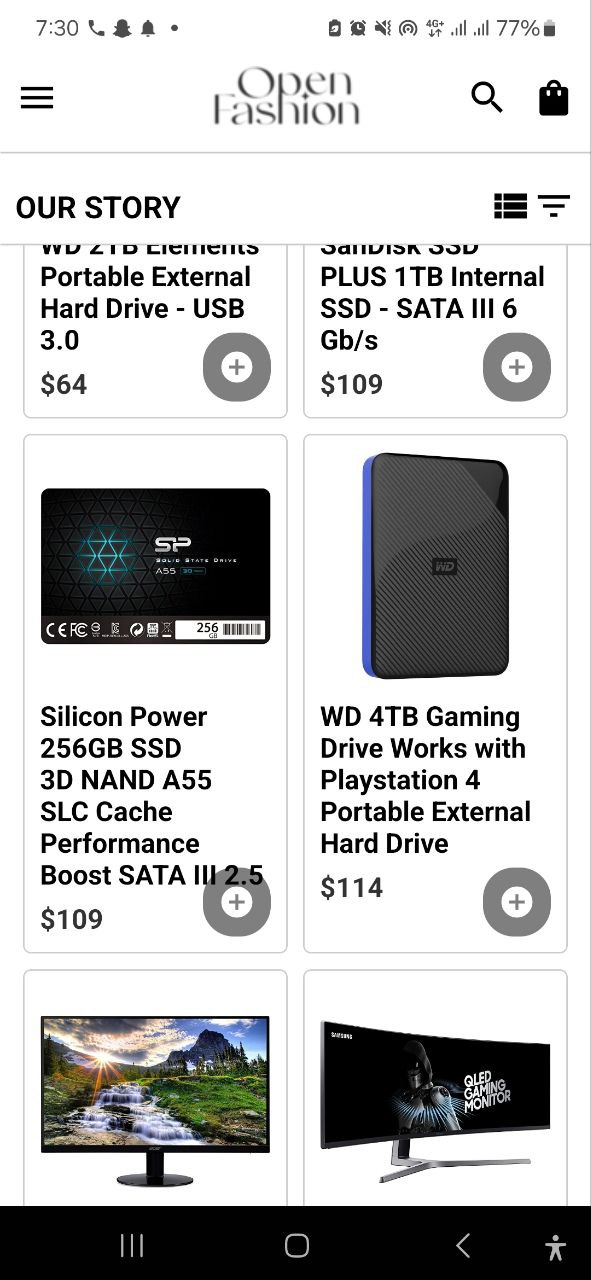 7:30
4G+
77%
Open
Fashion
OUR STORY
WD 2TB Elements
Portable External
Hard Drive - USB
3.0
$64
SanDisk SSD
PLUS 1TB Internal
SSD - SATA III 6
Gb/s
$109
SP
SOLID STATE DRIVE
A55
3D
256
GB
WD
Silicon Power
256GB SSD
3D NAND A55
SLC Cache
Performance
Boost SATA III 2.5
$109
WD 4TB Gaming
Drive Works with
Playstation 4
Portable External
Hard Drive
$114
acer
SAMSUNG
QLED
GAMING
MONITOR